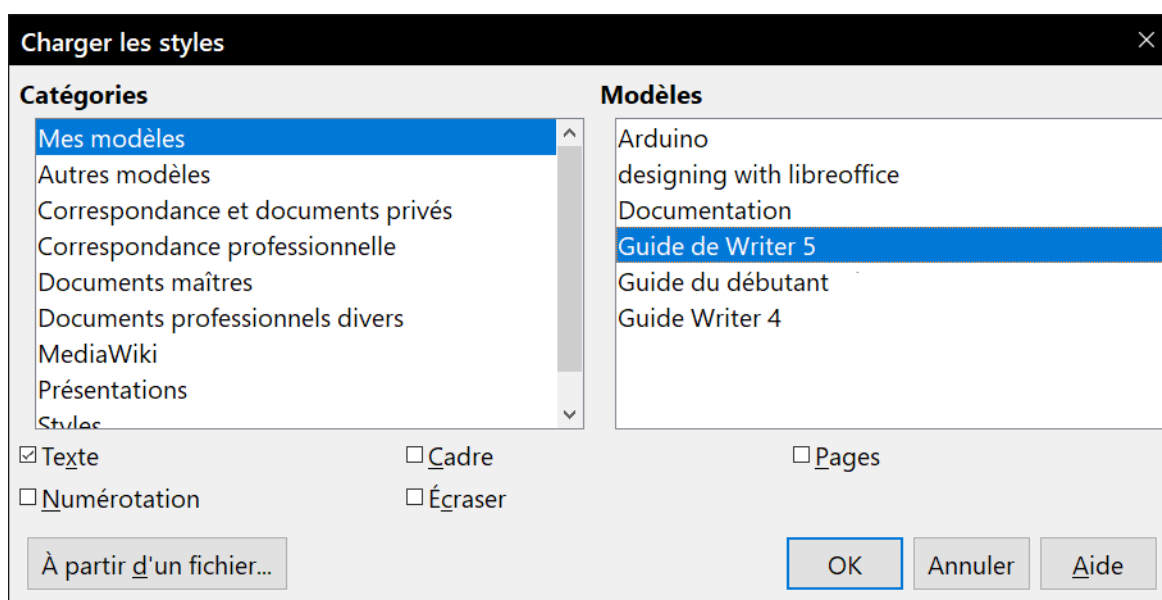 Charger les styles
Catégories
Mes modèles
Autres modèles
Correspondance et documents privés
Correspondance professionnelle
Documents maîtres
Documents professionnels divers
MediaWiki
Présentations
Styles
Modèles
Arduino
designing with libreoffice
Documentation
Guide de Writer 5
Guide du débutant
Guide Writer 4
Texte Cadre Pages
Numérotation Écraser
À partir d'un fichier... OK Annuler Aide